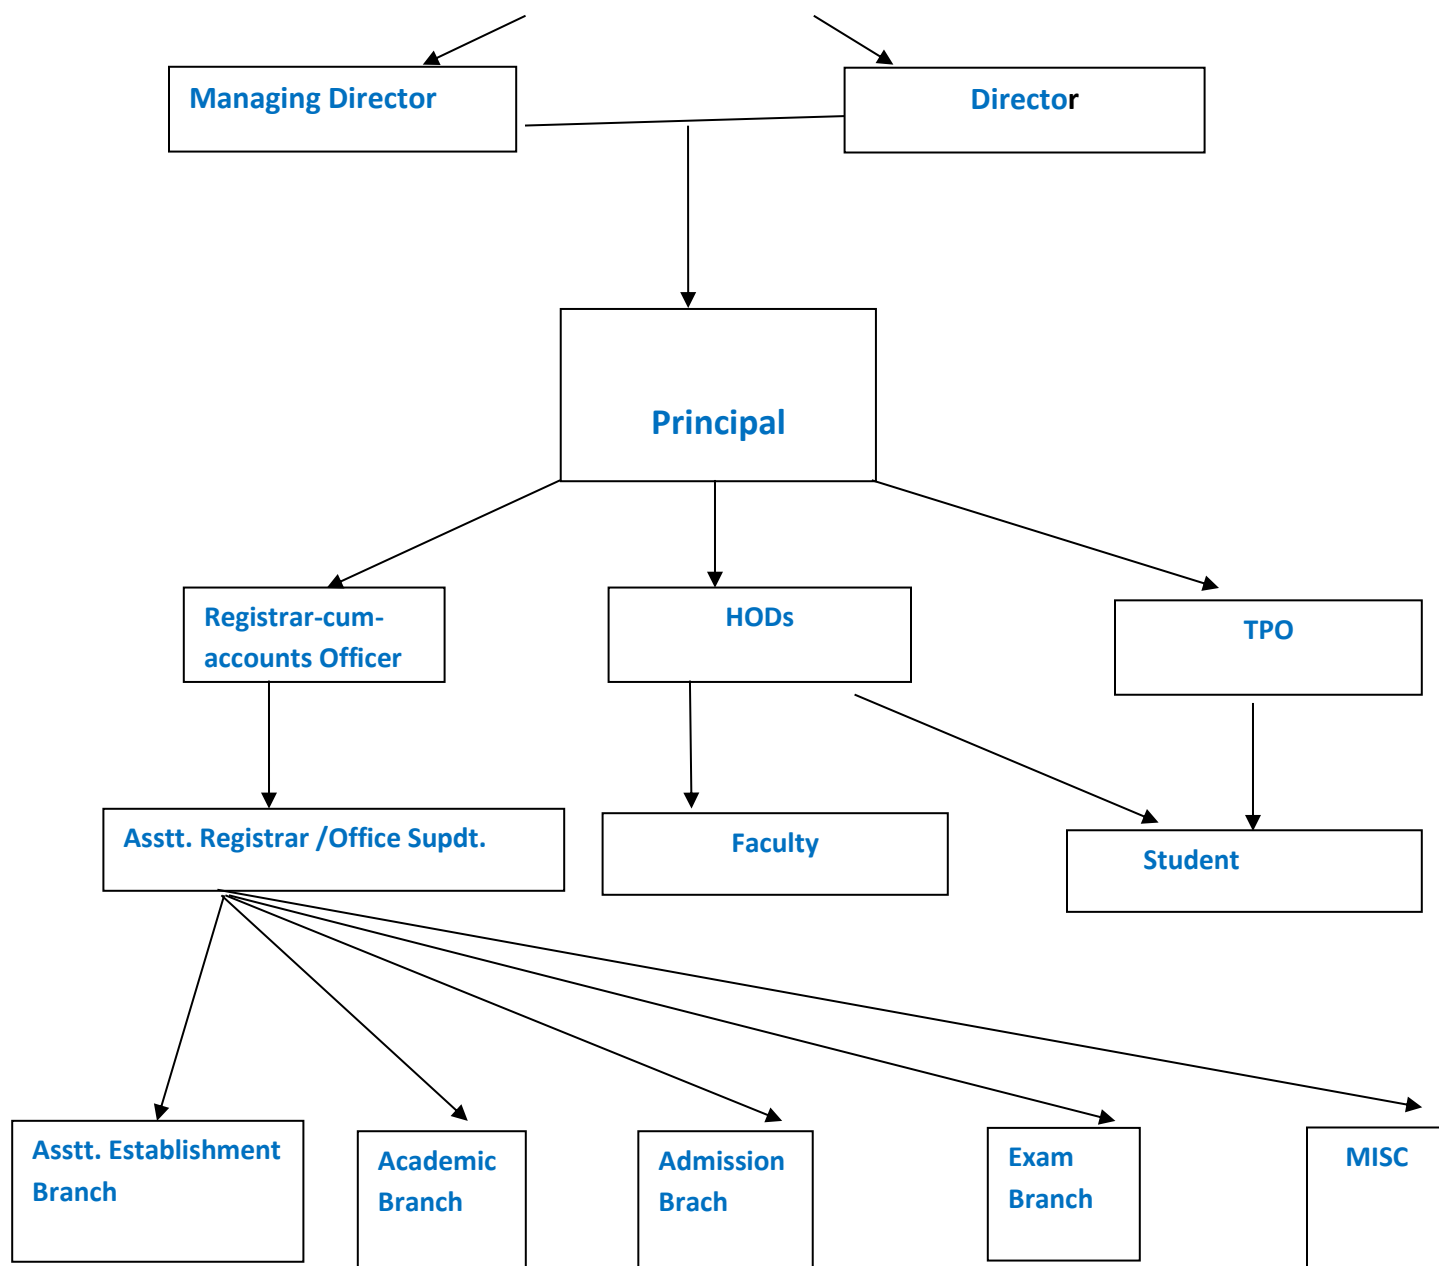 Managing Director
Director
Principal
Registrar-cum-
accounts Officer
HODs
TPO
Asstt. Registrar /Office Supdt.
Faculty
Student
Asstt. Establishment
Branch
Academic
Branch
Admission
Brach
Exam
Branch
MISC